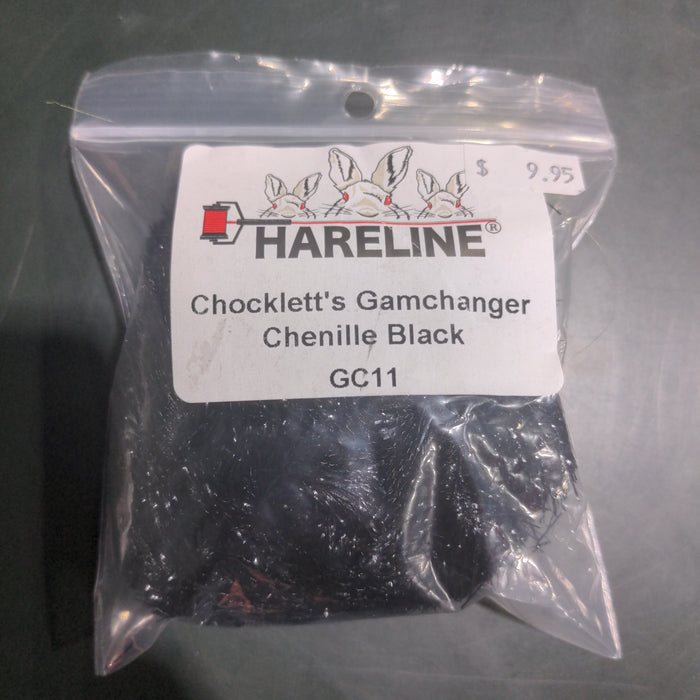 $ 9.95
HARELINE®
Chocklett's Gamchanger
Chenille Black
GC11